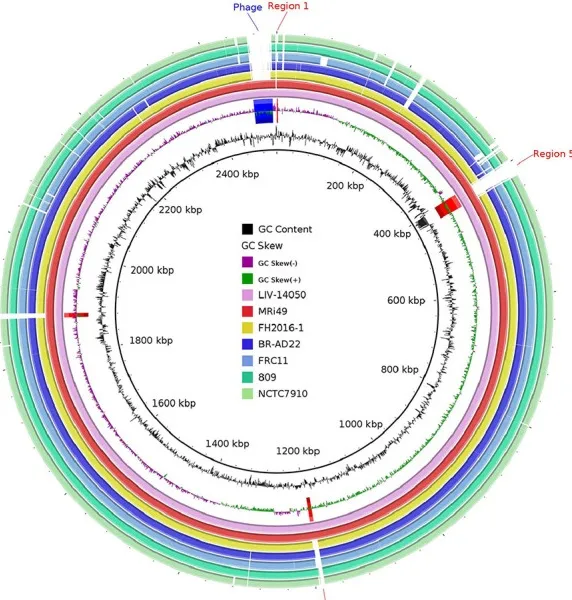 Phage Region 1
Region 5
2400 kbp
200 kbp
2200 kbp
400 kbp
2000 kbp
600 kbp
1800 kbp
800 kbp
1600 kbp
1000 kbp
1400 kbp
1200 kbp
GC Content
GC Skew
GC Skew(-)
GC Skew(+)
LIV-14050
MRi49
FH2016-1
BR-AD22
FRC11
809
NCTC7910